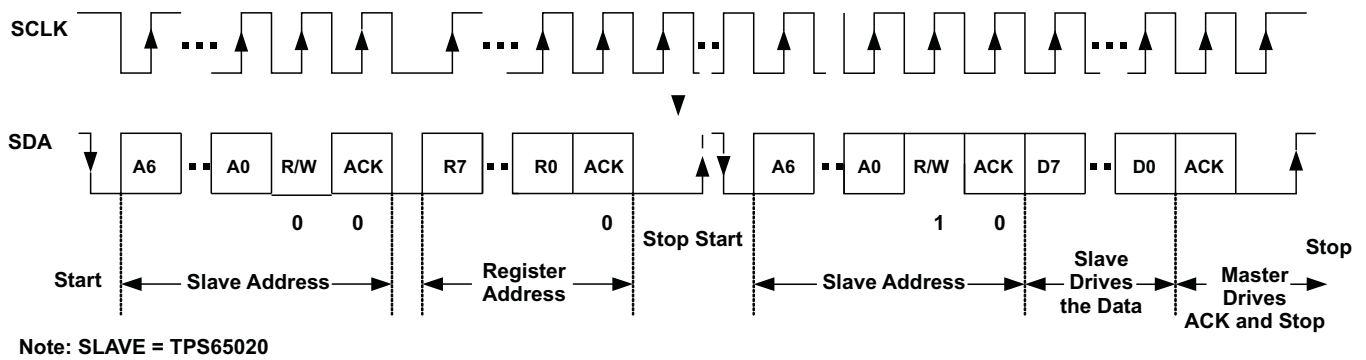 SCLK
SDA
A6 A0 R/W ACK R7 R0 ACK A6 A0 R/W ACK D7 D0 ACK
0 0 0 1 0
Stop Start
Stop
Start
Slave Address
Register
Address
Slave Address
Slave
Drives
the Data
Master
Drives
ACK and Stop
Note: SLAVE = TPS65020